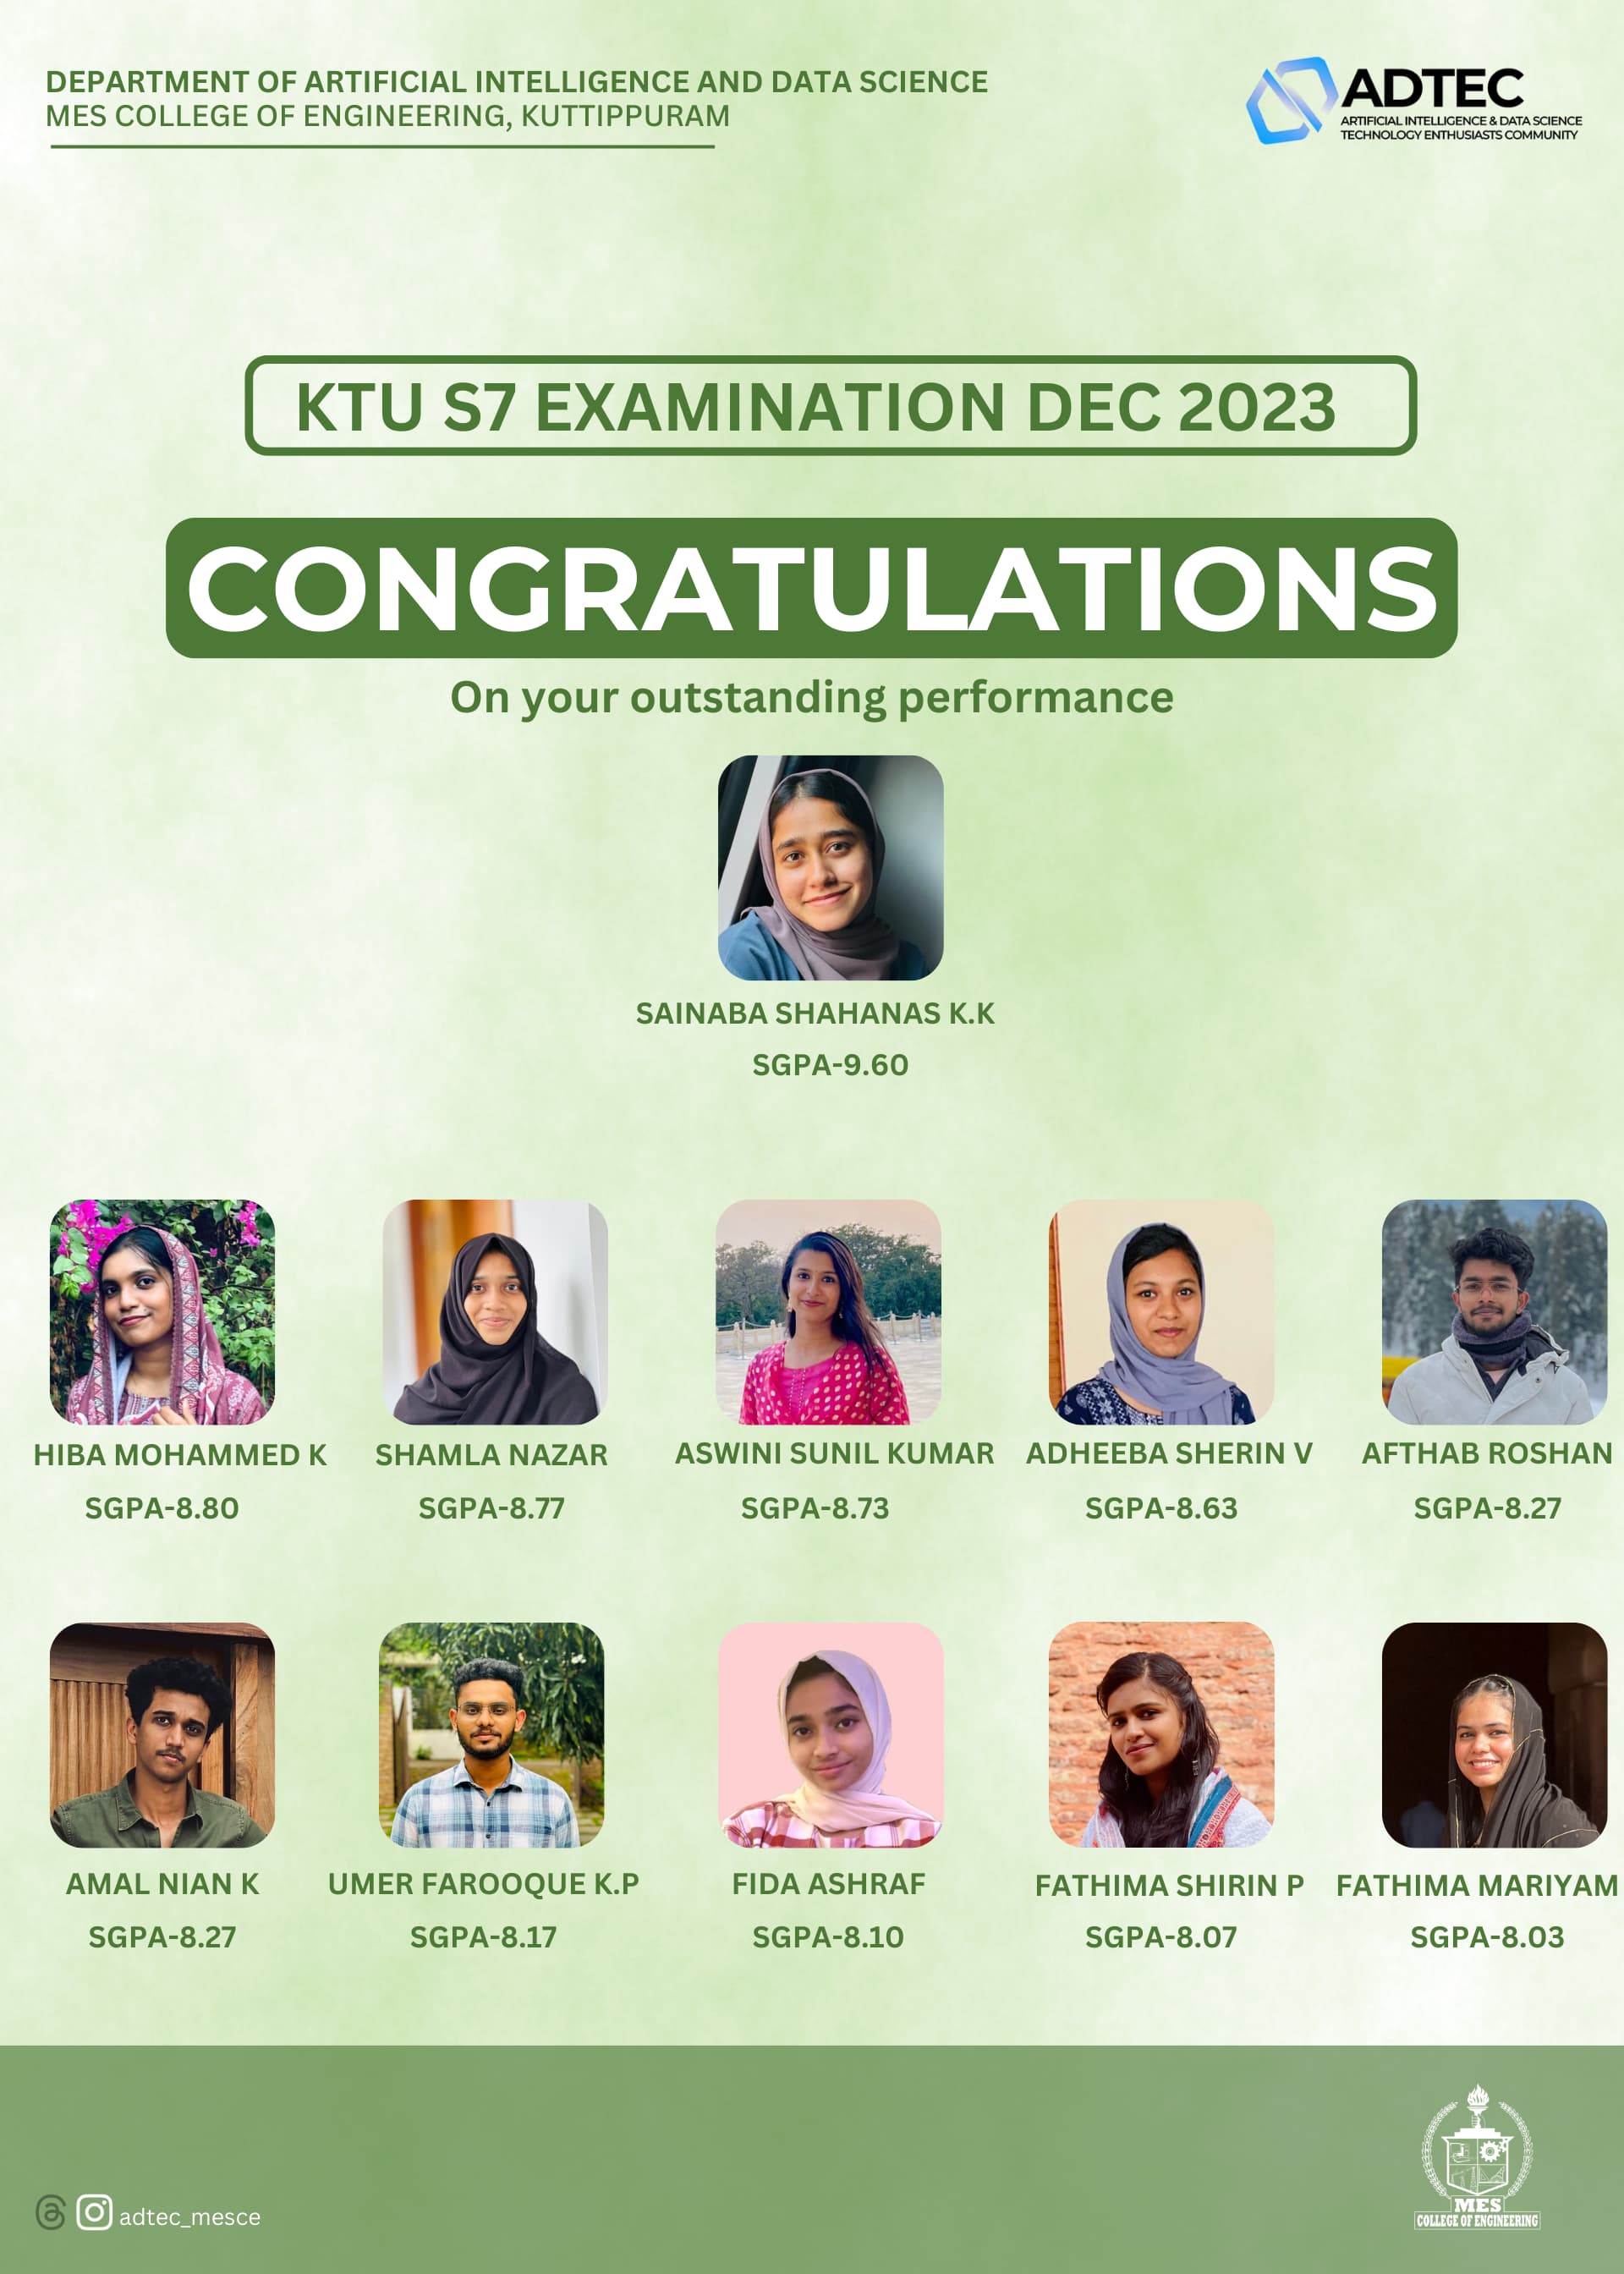 DEPARTMENT OF ARTIFICIAL INTELLIGENCE AND DATA SCIENCE
MES COLLEGE OF ENGINEERING, KUTTIPPURAM
ADTEC
ARTIFICIAL INTELLIGENCE & DATA SCIENCE
TECHNOLOGY ENTHUSIASTS COMMUNITY
KTU S7 EXAMINATION DEC 2023
CONGRATULATIONS
On your outstanding performance
SAINABA SHAHANAS K.K
SGPA-9.60
HIBA MOHAMMED K
SGPA-8.80
SHAMLA NAZAR
SGPA-8.77
ASWINI SUNIL KUMAR
SGPA-8.73
ADHEEBA SHERIN V
SGPA-8.63
AFTHAB ROSHAN
SGPA-8.27
AMAL NIAN K
SGPA-8.27
UMER FAROOQUE K.P
SGPA-8.17
FIDA ASHRAF
SGPA-8.10
FATHIMA SHIRIN P
SGPA-8.07
FATHIMA MARIYAM
SGPA-8.03
adtec_mesce
MES
COLLEGE OF ENGINEERING